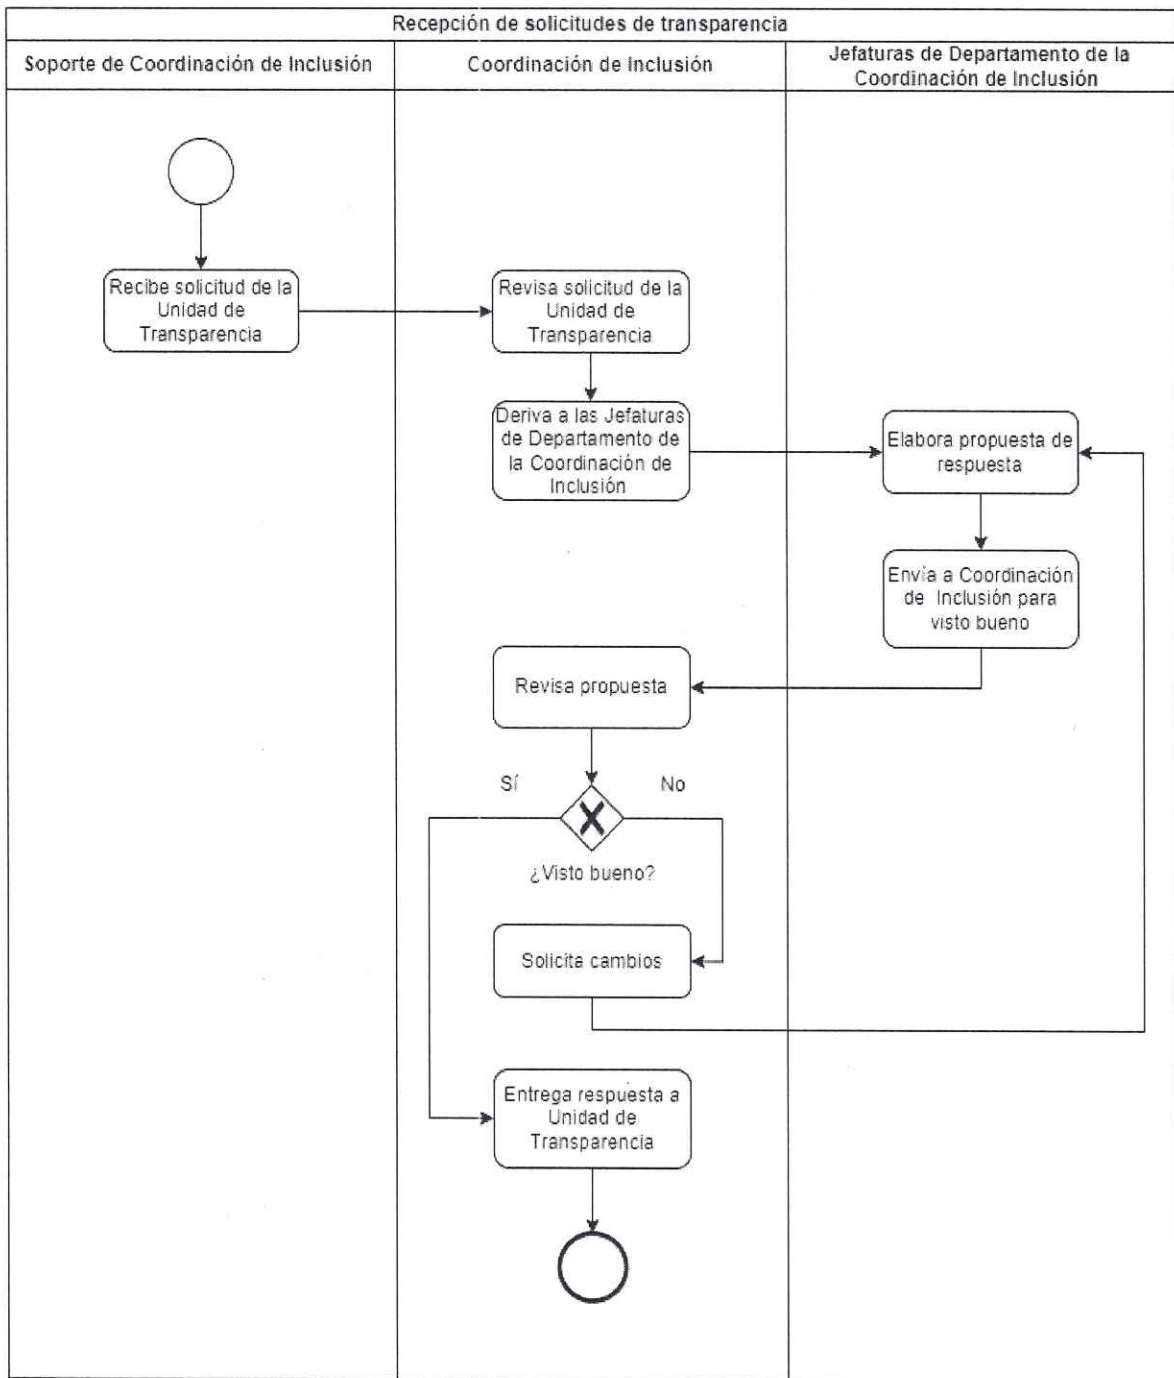 Recepción de solicitudes de transparencia
Soporte de Coordinación de Inclusión
Coordinación de Inclusión
Jefaturas de Departamento de la
Coordinación de Inclusión
Recibe solicitud de la
Unidad de
Transparencia
Revisa solicitud de la
Unidad de
Transparencia
Deriva a las Jefaturas
de Departamento de
la Coordinación de
Inclusión
Elabora propuesta de
respuesta
Envía a Coordinación
de Inclusión para
visto bueno
Revisa propuesta
Sí
No
¿Visto bueno?
Solicita cambios
Entrega respuesta a
Unidad de
Transparencia